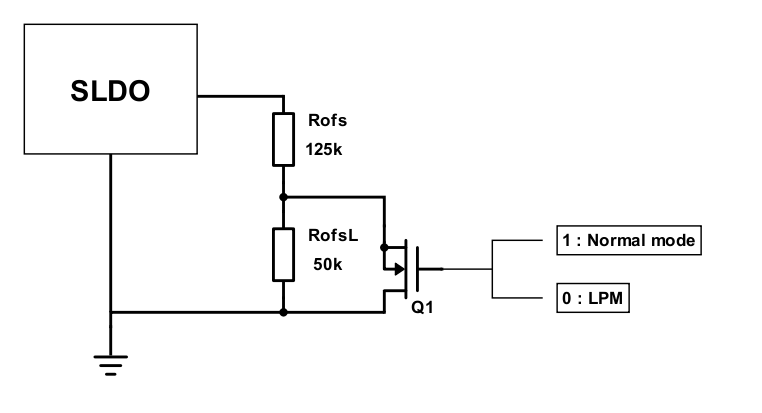 SLDO
Rofs
125k
RofsL
50k
Q1
1 : Normal mode
0 : LPM